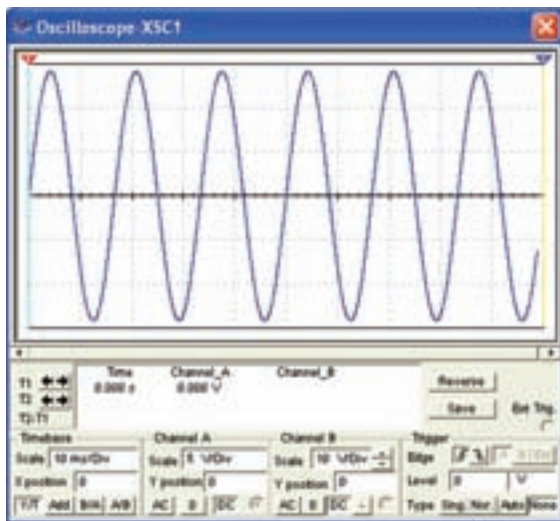 Oscilloscope-XSC1
1 2
Time Channel_A Channel_B
T1 0.000 s 0.000 V
T2
T2-T1
Reverse
Save Ext Trig.
Timebase Channel A Channel B Trigger
Scale 10 ms/Div Scale 5 V/Div Scale 10 V/Div Edge
X position 0 Y position 0 Y position 0 Level 0 V
Y/T Add B/A A/B AC 0 DC AC 0 DC - Type Sing. Nor. Auto None